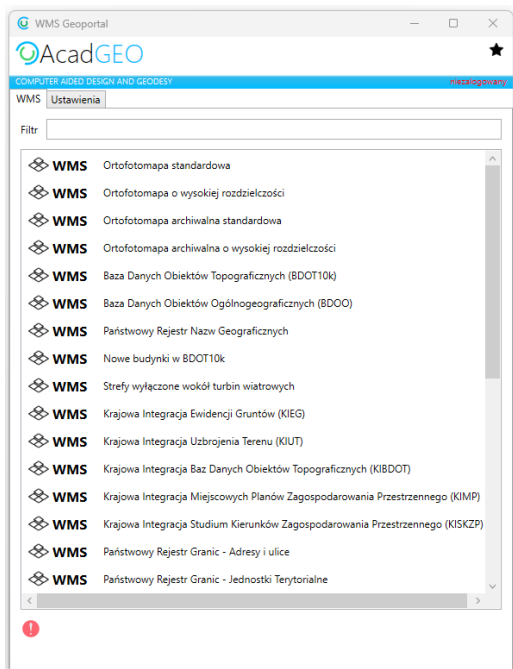 WMS Geoportal
AcadGEO
COMPUTER AIDED DESIGN AND GEODESY niezalogowany
WMS Ustawienia
Filtr
WMS Ortofotomapa standardowa
WMS Ortofotomapa o wysokiej rozdzielczości
WMS Ortofotomapa archiwalna standardowa
WMS Ortofotomapa archiwalna o wysokiej rozdzielczości
WMS Baza Danych Obiektów Topograficznych (BDOT10k)
WMS Baza Danych Obiektów Ogólnogeograficznych (BDOO)
WMS Państwowy Rejestr Nazw Geograficznych
WMS Nowe budynki w BDOT10k
WMS Strefy wyłączone wokół turbin wiatrowych
WMS Krajowa Integracja Ewidencji Gruntów (KIEG)
WMS Krajowa Integracja Uzbrojenia Terenu (KIUT)
WMS Krajowa Integracja Baz Danych Obiektów Topograficznych (KIBDOT)
WMS Krajowa Integracja Miejscowych Planów Zagospodarowania Przestrzennego (KIMP)
WMS Krajowa Integracja Studium Kierunków Zagospodarowania Przestrzennego (KISKZP)
WMS Państwowy Rejestr Granic - Adresy i ulice
WMS Państwowy Rejestr Granic - Jednostki Terytorialne